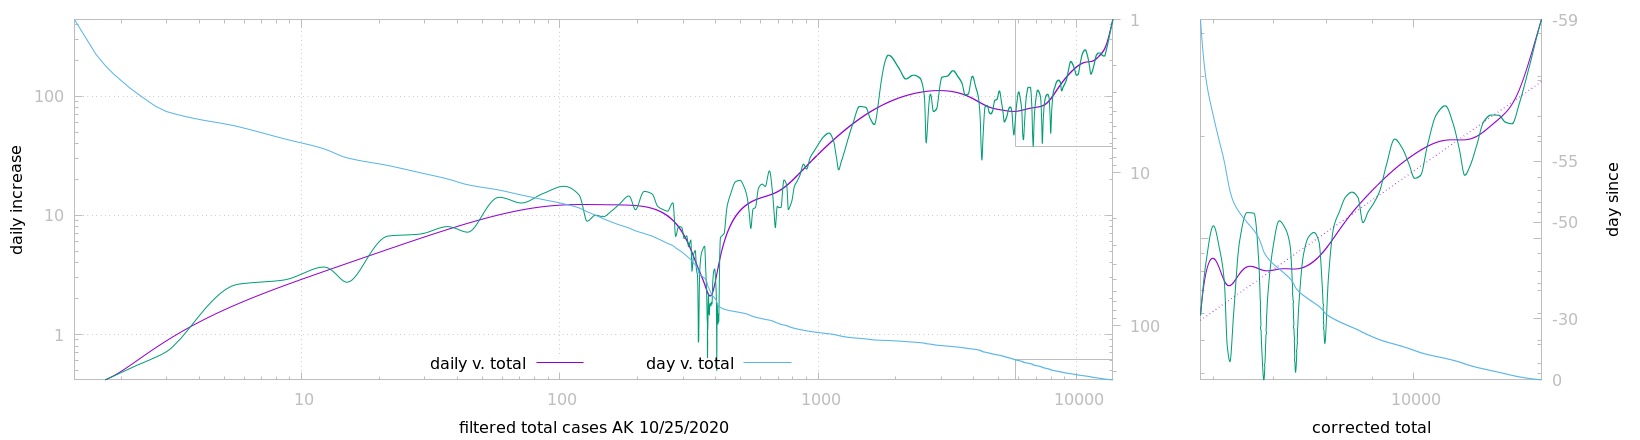 daily increase
100
10
1
1
10
100
daily v. total
day v. total
10
100
1000
10000
filtered total cases AK 10/25/2020
-59
-55
-50
-30
0
day since
10000
corrected total